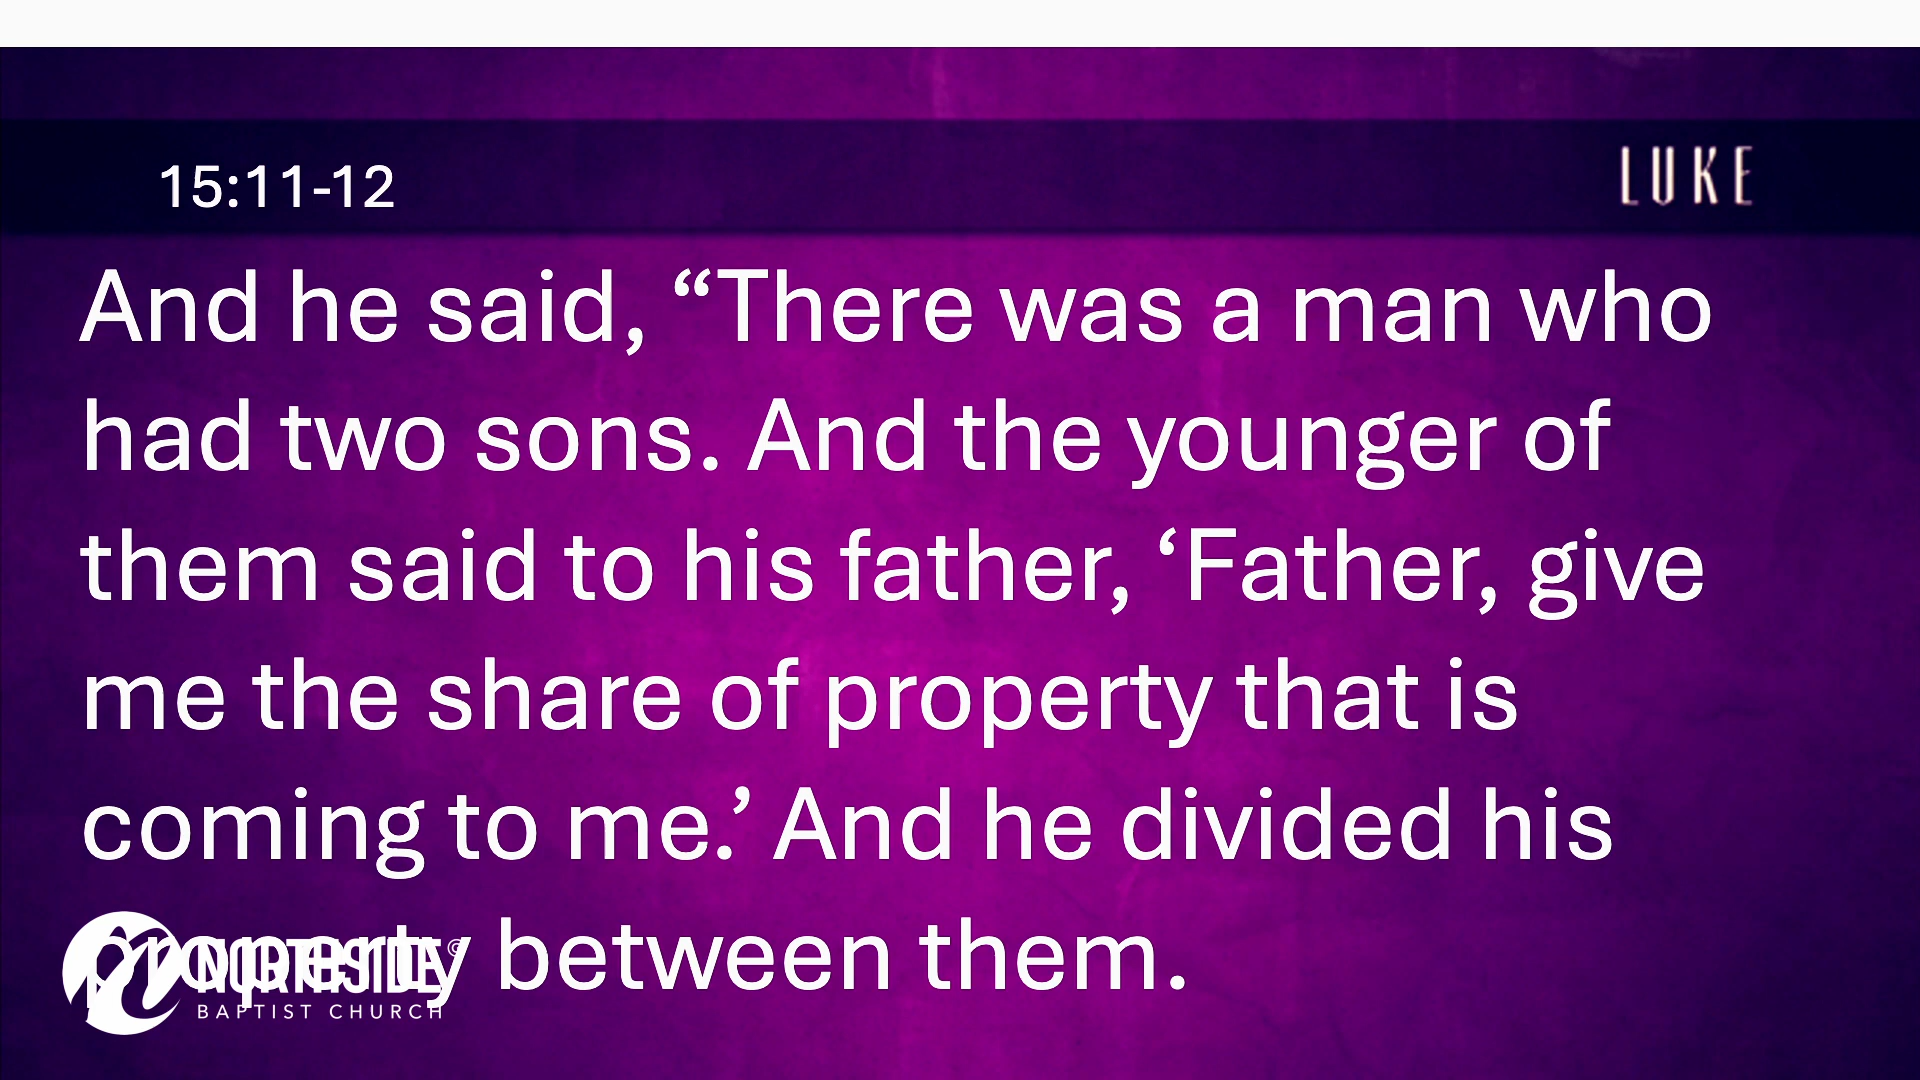 15:11-12
LUKE
And he said, “There was a man who
had two sons. And the younger of
them said to his father, ‘Father, give
me the share of property that is
coming to me.’ And he divided his
property between them.
NORTHSIDE©
BAPTIST CHURCH